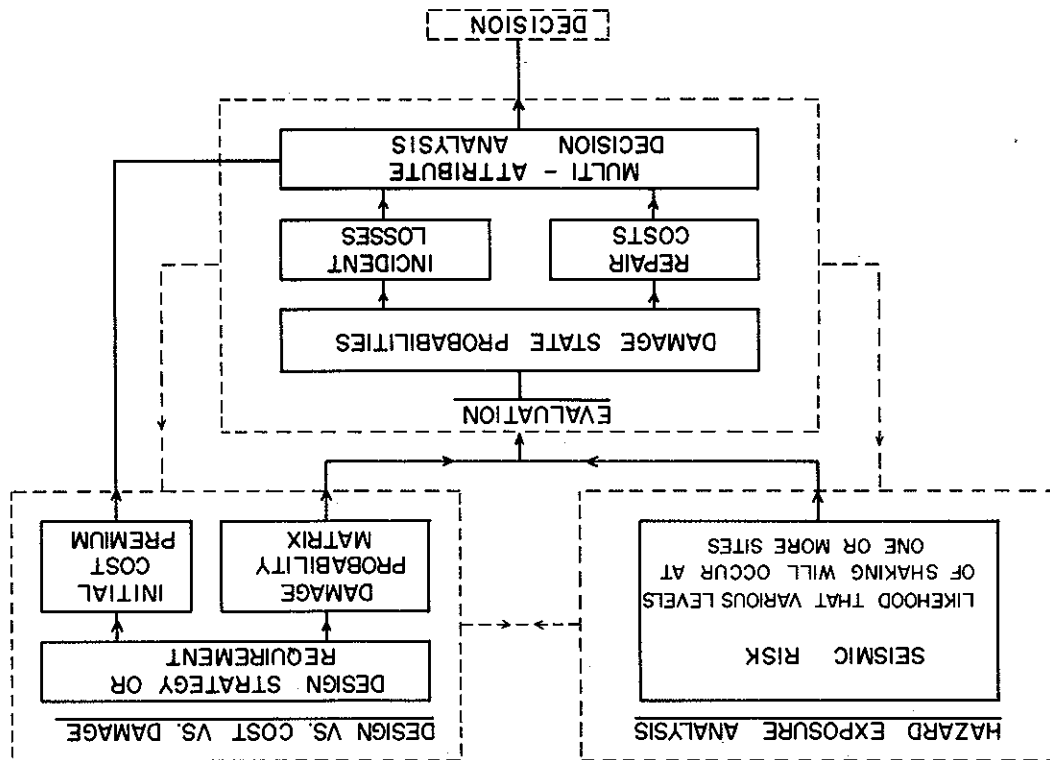 HAZARD EXPOSURE ANALYSIS
SEISMIC RISK
LIKEHOOD THAT VARIOUS LEVELS
OF SHAKING WILL OCCUR AT
ONE OR MORE SITES
DESIGN VS. COST VS. DAMAGE
DESIGN STRATEGY OR
REQUIREMENT
DAMAGE
PROBABILITY
MATRIX
INITIAL
COST
PREMIUM
EVALUATION
DAMAGE STATE PROBABILITIES
REPAIR
COSTS
INCIDENT
LOSSES
MULTI - ATTRIBUTE
DECISION ANALYSIS
DECISION